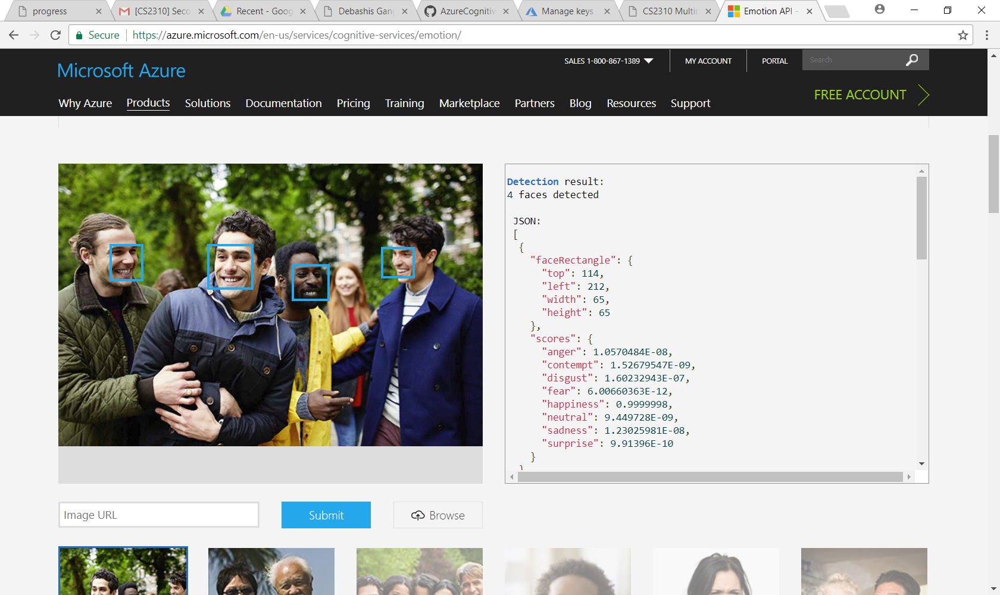 progress
[CS2310] Seco
Recent - Goog
Debashis Gang
AzureCognitiv
Manage keys
CS2310 Multim
Emotion API -
Secure
https://azure.microsoft.com/en-us/services/cognitive-services/emotion/
Microsoft Azure
SALES 1-800-867-1389
MY ACCOUNT
PORTAL
Search
Why Azure
Products
Solutions
Documentation
Pricing
Training
Marketplace
Partners
Blog
Resources
Support
FREE ACCOUNT
Detection result:
4 faces detected
JSON:
[
{
"faceRectangle": {
"top": 114,
"left": 212,
"width": 65,
"height": 65
},
"scores": {
"anger": 1.0570484E-08,
"contempt": 1.52679547E-09,
"disgust": 1.60232943E-07,
"fear": 6.00660363E-12,
"happiness": 0.9999998,
"neutral": 9.449728E-09,
"sadness": 1.23025981E-08,
"surprise": 9.91396E-10
}
Image URL
Submit
Browse